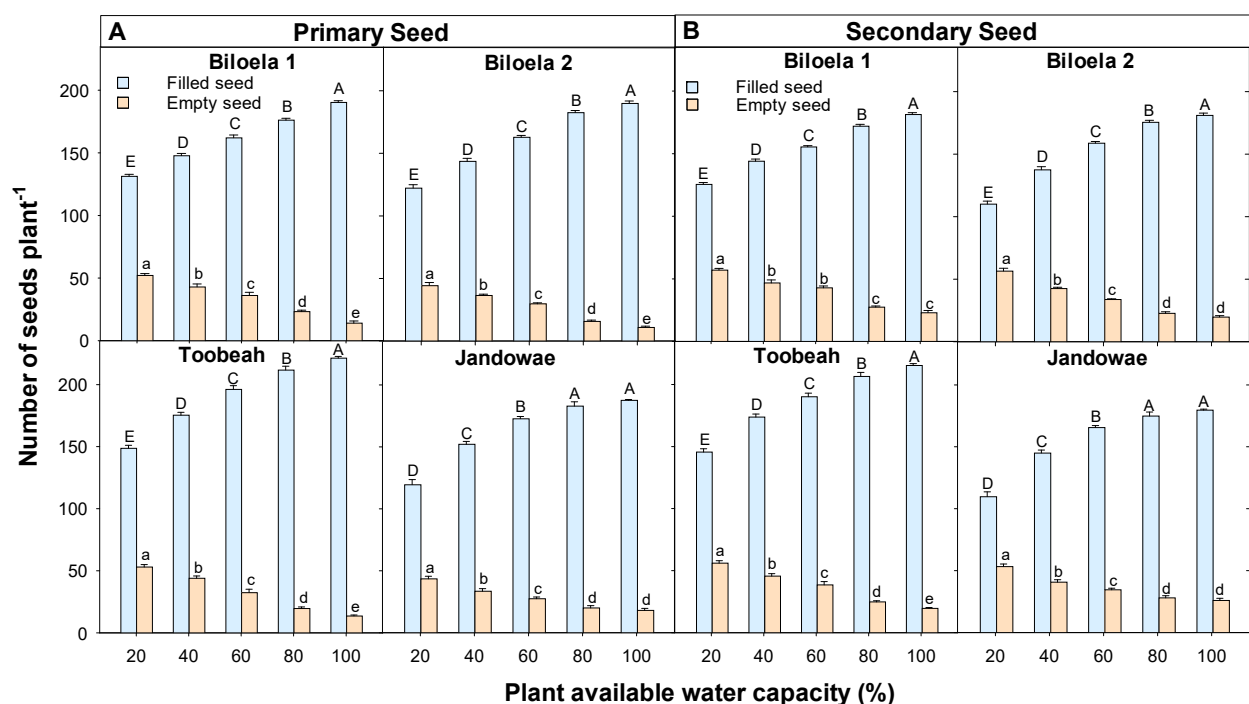 A Primary Seed
B Secondary Seed
Biloela 1
Filled seed
Empty seed
200
150
100
50
0
E
D
C
B
A
a
b
c
d
e
Biloela 2
E
D
C
B
A
a
b
c
d
e
Biloela 1
Filled seed
Empty seed
E
D
C
B
A
a
b
b
c
c
Biloela 2
E
D
C
B
A
a
b
c
d
d
Number of seeds plant⁻¹
Toobeah
200
150
100
50
0
E
D
C
B
A
a
b
c
d
e
20 40 60 80 100
Jandowae
D
C
B
A
A
a
b
c
d
d
20 40 60 80 100
Toobeah
E
D
C
B
A
a
b
c
d
e
20 40 60 80 100
Jandowae
D
C
B
A
A
a
b
c
d
d
20 40 60 80 100
Plant available water capacity (%)